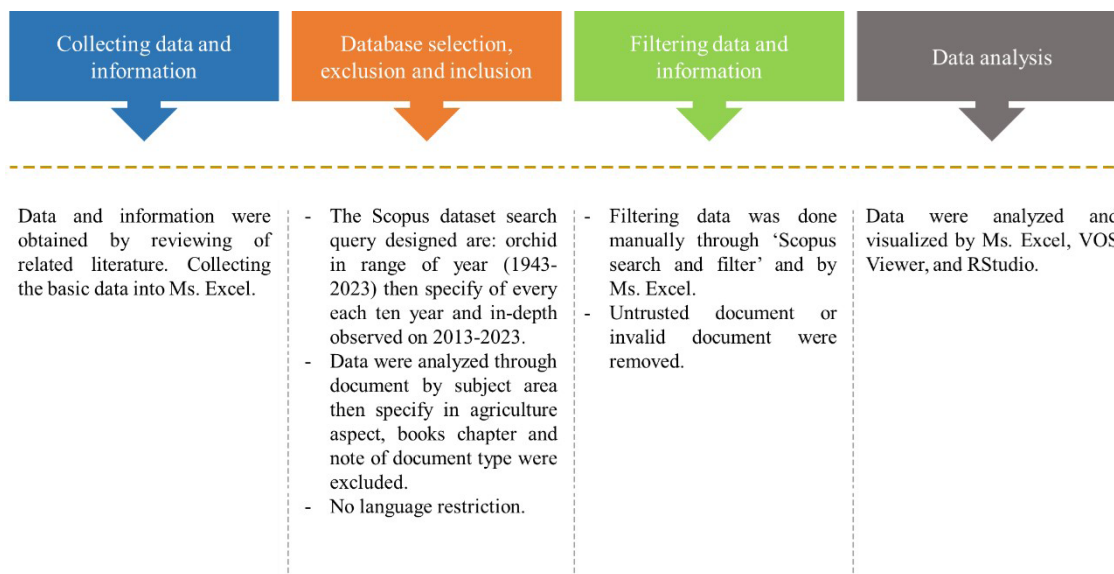 Collecting data and
information
Database selection,
exclusion and inclusion
Filtering data and
information
Data analysis
Data and information were
obtained by reviewing of
related literature. Collecting
the basic data into Ms. Excel.
- The Scopus dataset search
query designed are: orchid
in range of year (1943-
2023) then specify of every
each ten year and in-depth
observed on 2013-2023.
- Data were analyzed through
document by subject area
then specify in agriculture
aspect, books chapter and
note of document type were
excluded.
- No language restriction.
- Filtering data was done
manually through ‘Scopus
search and filter’ and by
Ms. Excel.
- Untrusted document or
invalid document were
removed.
Data were analyzed and
visualized by Ms. Excel, VOS
Viewer, and RStudio.